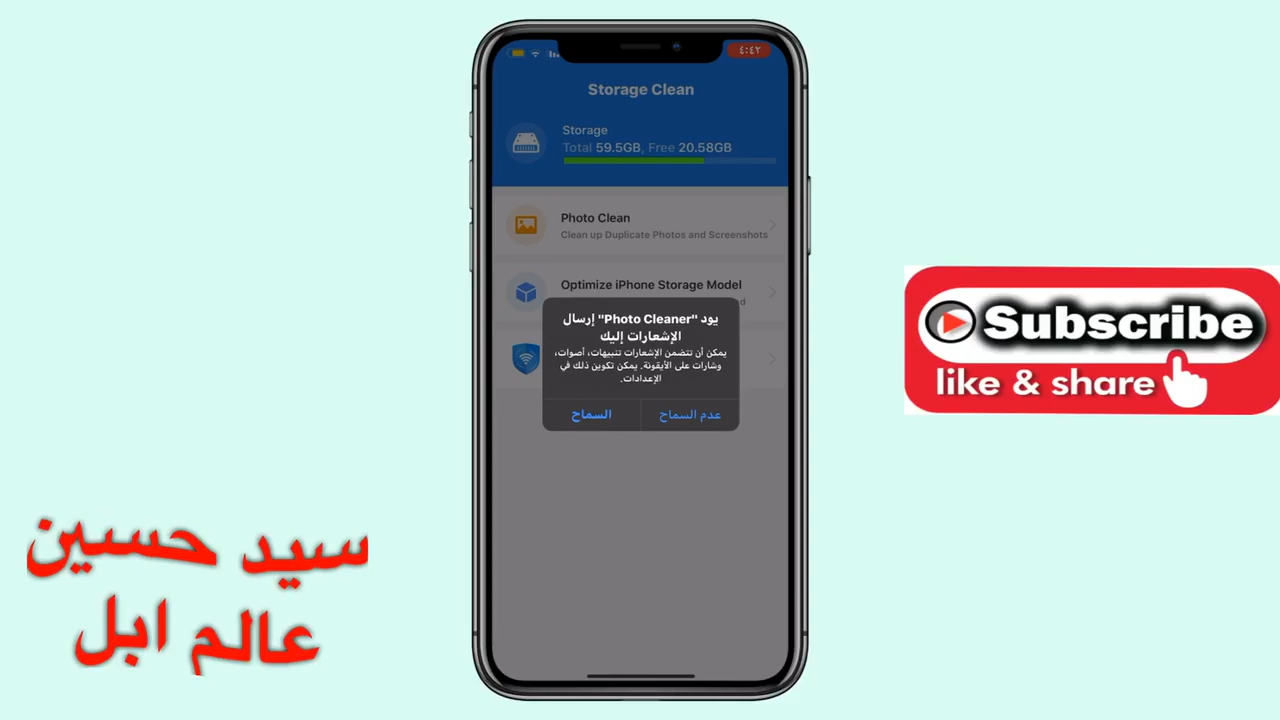 ٤:٤٢
Storage Clean
Storage
Total 59.5GB, Free 20.58GB
Photo Clean
Clean up Duplicate Photos and Screenshots
Optimize iPhone Storage Model
يود "Photo Cleaner" إرسال
الإشعارات إليك
يمكن أن تتضمن الإشعارات تنبيهات، أصوات،
وشارات على الأيقونة. يمكن تكوين ذلك في
الإعدادات.
عدم السماح
السماح
Subscribe
like & share
سيد حسين
عالم ابل